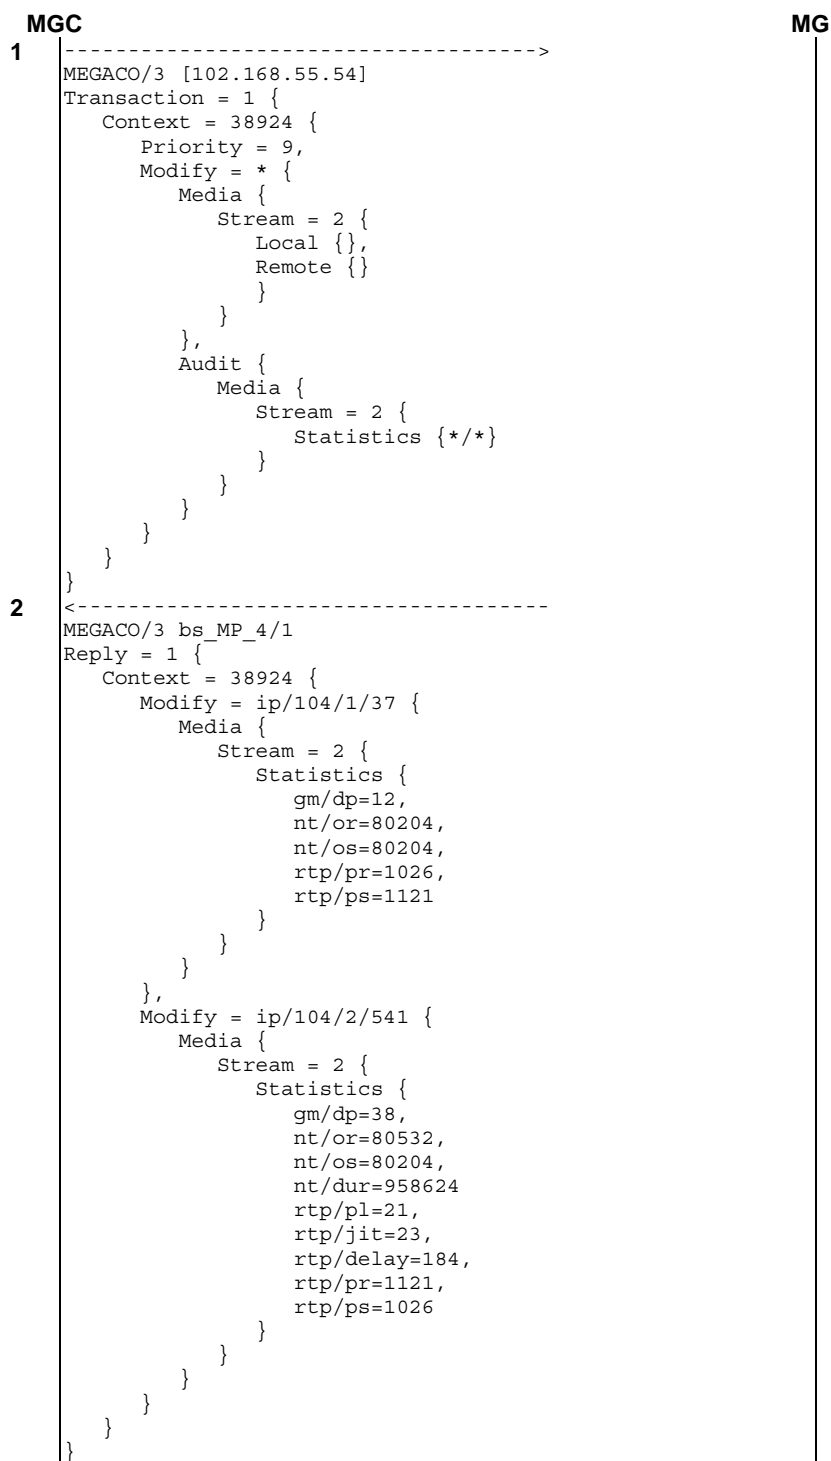 MGC MG
1 ------------------------------------->
MEGACO/3 [102.168.55.54]
Transaction = 1 {
Context = 38924 {
Priority = 9,
Modify = * {
Media {
Stream = 2 {
Local {},
Remote {}
}
}
},
Audit {
Media {
Stream = 2 {
Statistics {*/*}
}
}
}
}
}
}
2 <-------------------------------------
MEGACO/3 bs_MP_4/1
Reply = 1 {
Context = 38924 {
Modify = ip/104/1/37 {
Media {
Stream = 2 {
Statistics {
gm/dp=12,
nt/or=80204,
nt/os=80204,
rtp/pr=1026,
rtp/ps=1121
}
}
}
},
Modify = ip/104/2/541 {
Media {
Stream = 2 {
Statistics {
gm/dp=38,
nt/or=80532,
nt/os=80204,
nt/dur=958624
rtp/pl=21,
rtp/jit=23,
rtp/delay=184,
rtp/pr=1121,
rtp/ps=1026
}
}
}
}
}
}